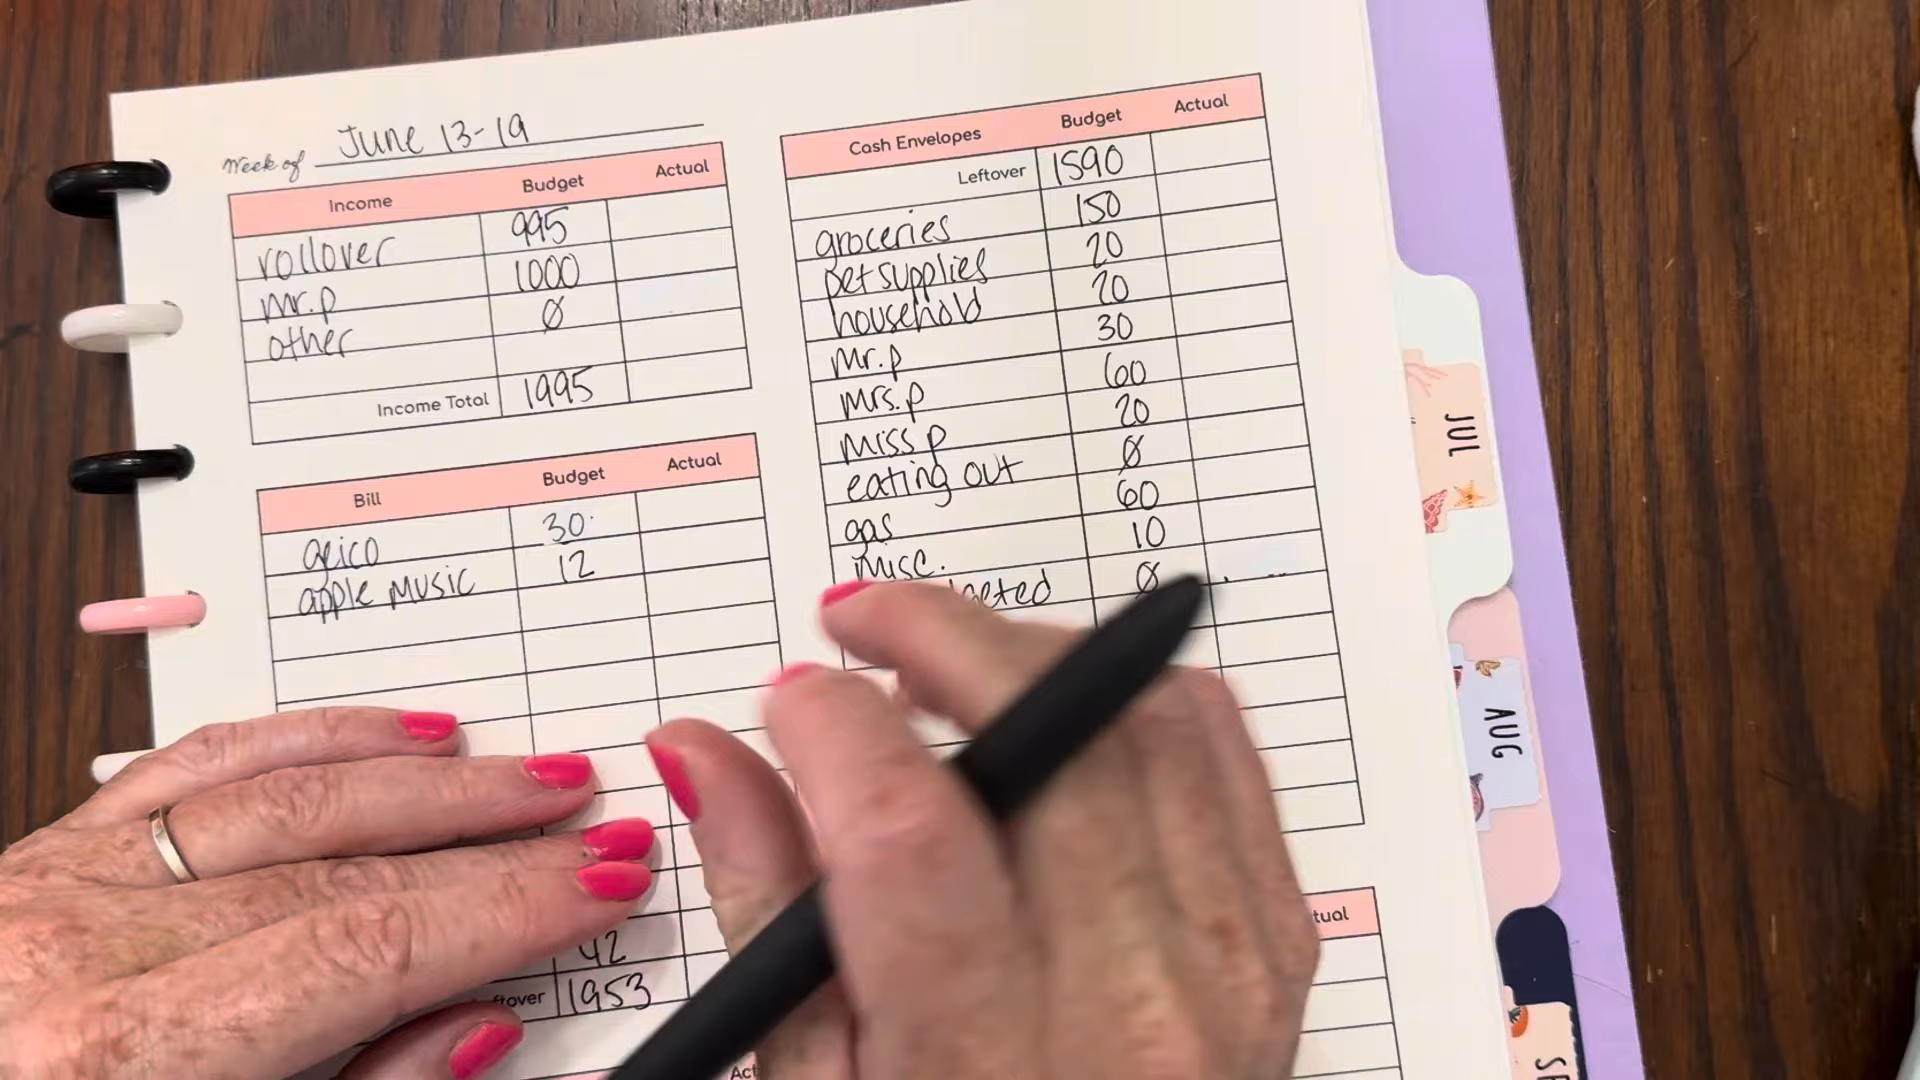 Week of June 13-19
Income Budget Actual
rollover 995
mr.p 1000
other Ø
Income Total 1995
Bill Budget Actual
geico 30
apple music 12
42
1953
Cash Envelopes Budget Actual
Leftover 1590
groceries 150
pet supplies 20
household 20
mr.p 30
mrs.p 60
miss p 20
eating out Ø
gas 60
misc. 10
Ø
JUL
AUG